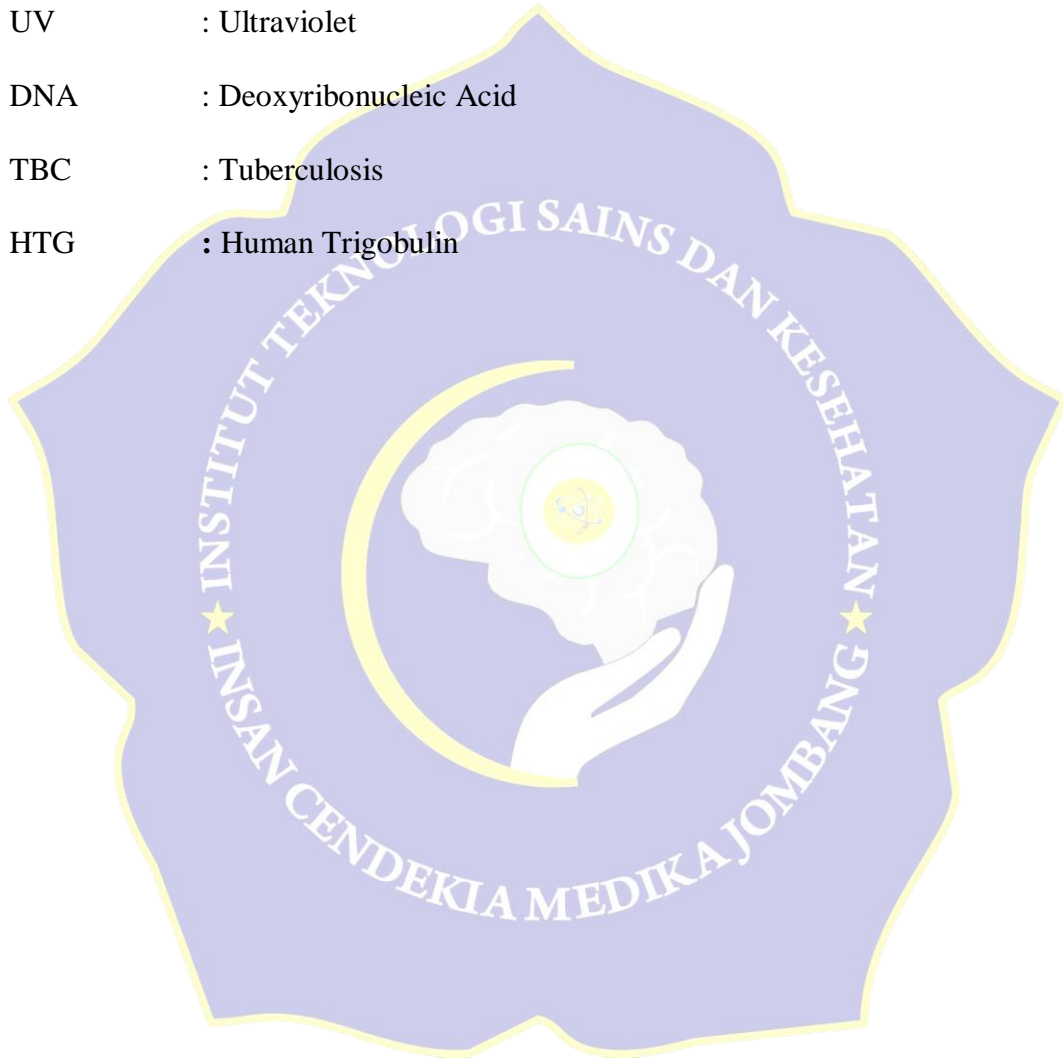 UV : Ultraviolet
DNA : Deoxyribonucleic Acid
TBC : Tuberculosis
HTG : Human Trigobulin
INSTITUT TEKNOLOGI SAINS DAN KESEHATAN
★ INSAN CENDEKIA MEDIKA JOMBANG ★